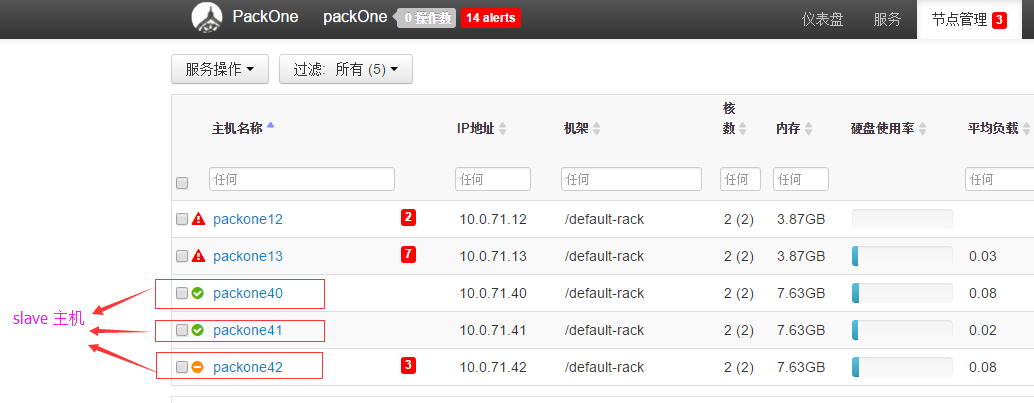 PackOne packOne 0 操作数 14 alerts 仪表盘 服务 节点管理 3
服务操作 过滤: 所有 (5)
主机名称 IP地址 机架 核数 内存 硬盘使用率 平均负载
任何 任何 任何 任何 任何 任何
packone12 2 10.0.71.12 /default-rack 2 (2) 3.87GB
packone13 7 10.0.71.13 /default-rack 2 (2) 3.87GB 0.03
packone40 10.0.71.40 /default-rack 2 (2) 7.63GB 0.08
slave 主机
packone41 10.0.71.41 /default-rack 2 (2) 7.63GB 0.02
packone42 3 10.0.71.42 /default-rack 2 (2) 7.63GB 0.08